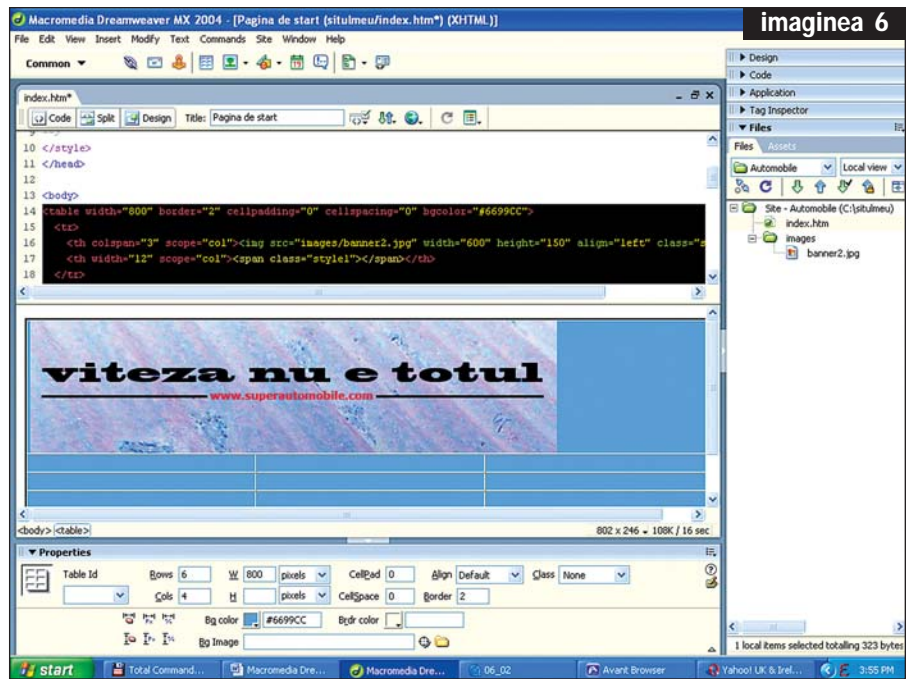 Macromedia Dreamweaver MX 2004 - [Pagina de start (situlmeu/index.htm*) (XHTML)]
imaginea 6
File Edit View Insert Modify Text Commands Site Window Help
Common
index.htm*
Code Split Design Title: Pagina de start
10 </style>
11 </head>
12
13 <body>
14 <table width="800" border="2" cellpadding="0" cellspacing="0" bgcolor="#6699CC">
15 <tr>
16 <th colspan="3" scope="col"><img src="images/banner2.jpg" width="600" height="150" align="left" class="s
17 <th width="12" scope="col"><span class="style1"></span></th>
18 </tr>
viteza nu e totul
www.superautomobile.com
<body> <table>
802 x 246 108K / 16 sec
Properties
Table Id Rows 6 W 800 pixels CellPad 0 Align Default Class None
Cols 4 H pixels CellSpace 0 Border 2
Bg color #6699CC Brdr color
Bg Image
Design
Code
Application
Tag Inspector
Files
Files Assets
Automobile Local view
Site - Automobile (C:\situlmeu)
index.htm
images
banner2.jpg
1 local items selected totalling 323 bytes
start Total Command... Macromedia Dre... Macromedia Dre... 06_02 Avant Browser Yahoo! UK & Irel... 3:55 PM